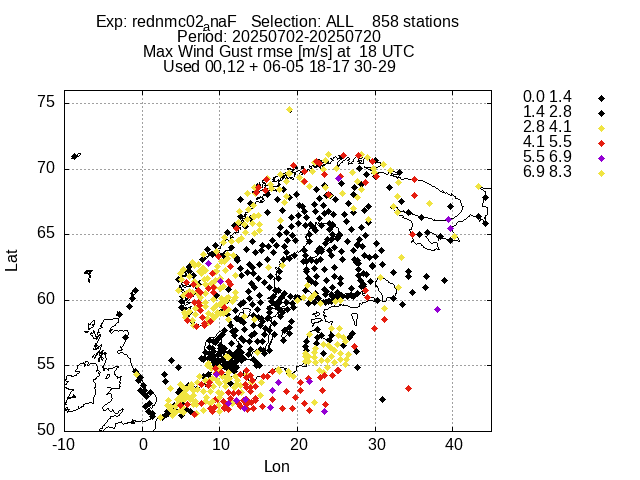 Exp: rednmc02anaF   Selection: ALL    858 stations
Period: 20250702-20250720
Max Wind Gust rmse [m/s] at  18 UTC
Used 00,12 + 06-05 18-17 30-29
0.0 1.4
1.4 2.8
2.8 4.1
4.1 5.5
5.5 6.9
6.9 8.3
75
70
65
60
55
50
Lat
-10 0 10 20 30 40
Lon